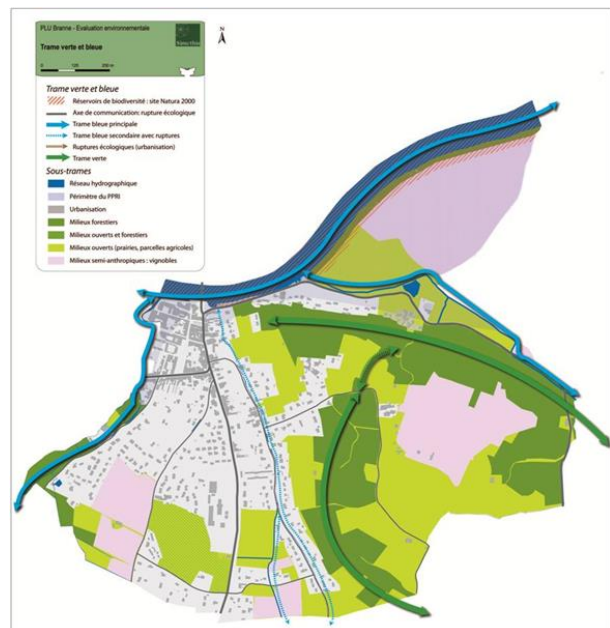 PLU Branne - Evaluation environnementale
Trame verte et bleue
N
0 125 250 m
Trame verte et bleue
Réservoirs de biodiversité : site Natura 2000
Axe de communication: rupture écologique
Trame bleue principale
Trame bleue secondaire avec ruptures
Ruptures écologiques (urbanisation)
Trame verte
Sous-trames
Réseau hydrographique
Périmètre du PPRI
Urbanisation
Milieux forestiers
Milieux ouverts et forestiers
Milieux ouverts (prairies, parcelles agricoles)
Milieux semi-anthropiques : vignobles